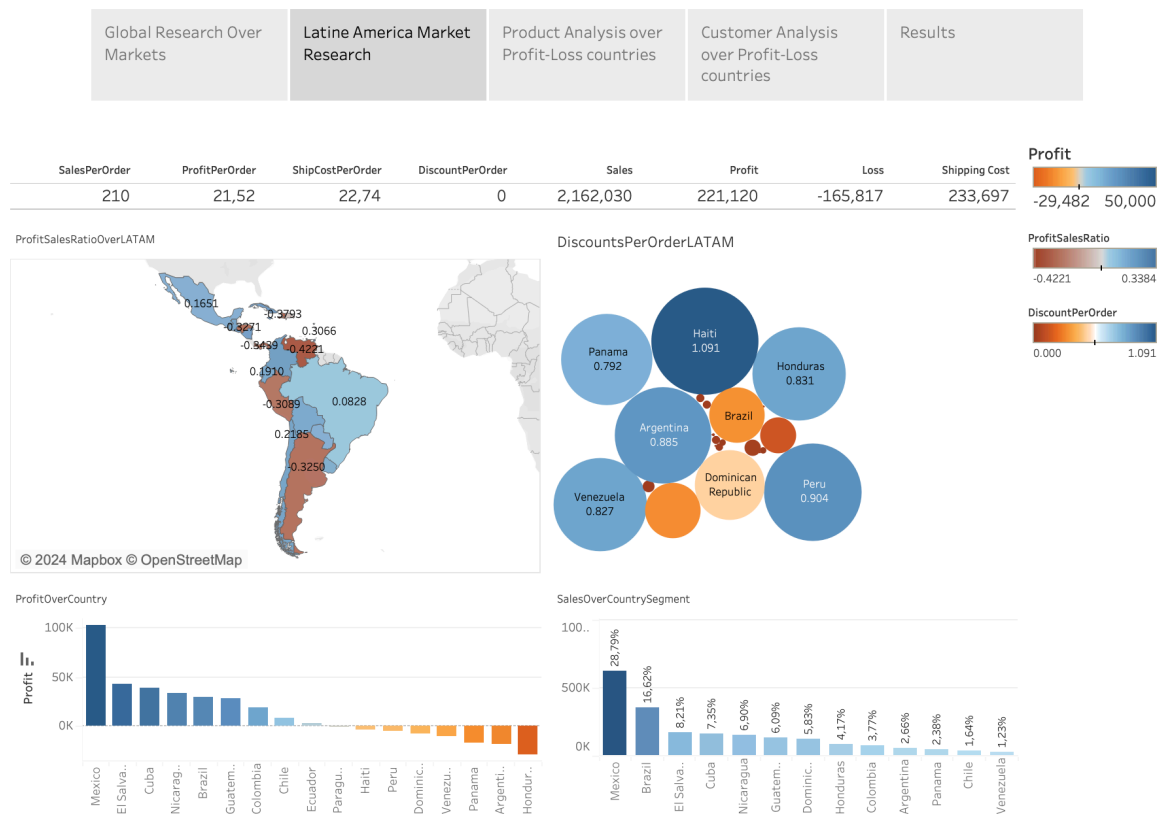 Global Research Over
Markets
Latine America Market
Research
Product Analysis over
Profit-Loss countries
Customer Analysis
over Profit-Loss
countries
Results
SalesPerOrder
ProfitPerOrder
ShipCostPerOrder
DiscountPerOrder
Sales
Profit
Loss
Shipping Cost
210
21,52
22,74
0
2,162,030
221,120
-165,817
233,697
Profit
-29,482
50,000
ProfitSalesRatio
-0.4221
0.3384
DiscountPerOrder
0.000
1.091
ProfitSalesRatioOverLATAM
0.1651
-0.3793
-0.3271
0.3066
-0.3439
-0.4221
0.1910
-0.3089
0.0828
0.2185
-0.3250
© 2024 Mapbox © OpenStreetMap
DiscountsPerOrderLATAM
Haiti
1.091
Panama
0.792
Honduras
0.831
Brazil
Argentina
0.885
Dominican
Republic
Peru
0.904
Venezuela
0.827
ProfitOverCountry
100K
50K
0K
Profit
Mexico
El Salva..
Cuba
Nicarag..
Brazil
Guatem..
Colombia
Chile
Ecuador
Paragu..
Haiti
Peru
Dominic..
Venezu..
Panama
Argenti..
Hondur..
SalesOverCountrySegment
100..
500K
0K
28,79%
16,62%
8,21%
7,35%
6,90%
6,09%
5,83%
4,17%
3,77%
2,66%
2,38%
1,64%
1,23%
Mexico
Brazil
El Salva..
Cuba
Nicaragua
Guatem..
Dominic..
Honduras
Colombia
Argentina
Panama
Chile
Venezuela